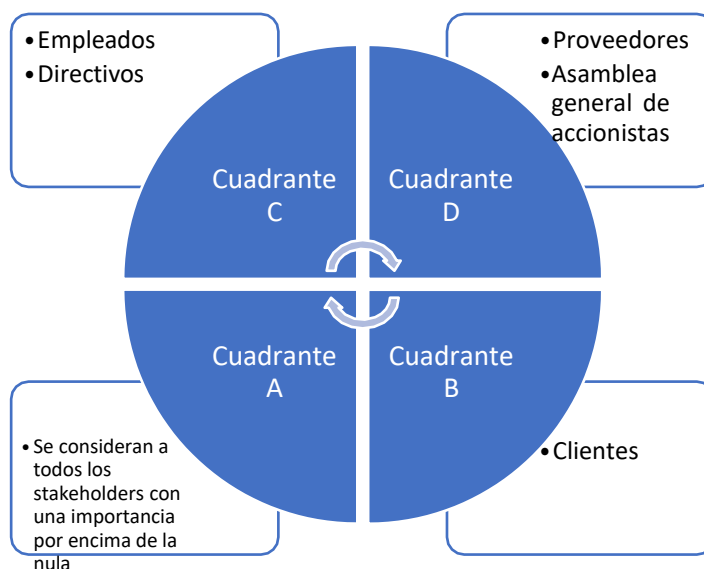 •Empleados
•Directivos
•Proveedores
•Asamblea
general de
accionistas
Cuadrante
C
Cuadrante
D
Cuadrante
A
Cuadrante
B
•Se consideran a
todos los
stakeholders con
una importancia
por encima de la
nula
•Clientes